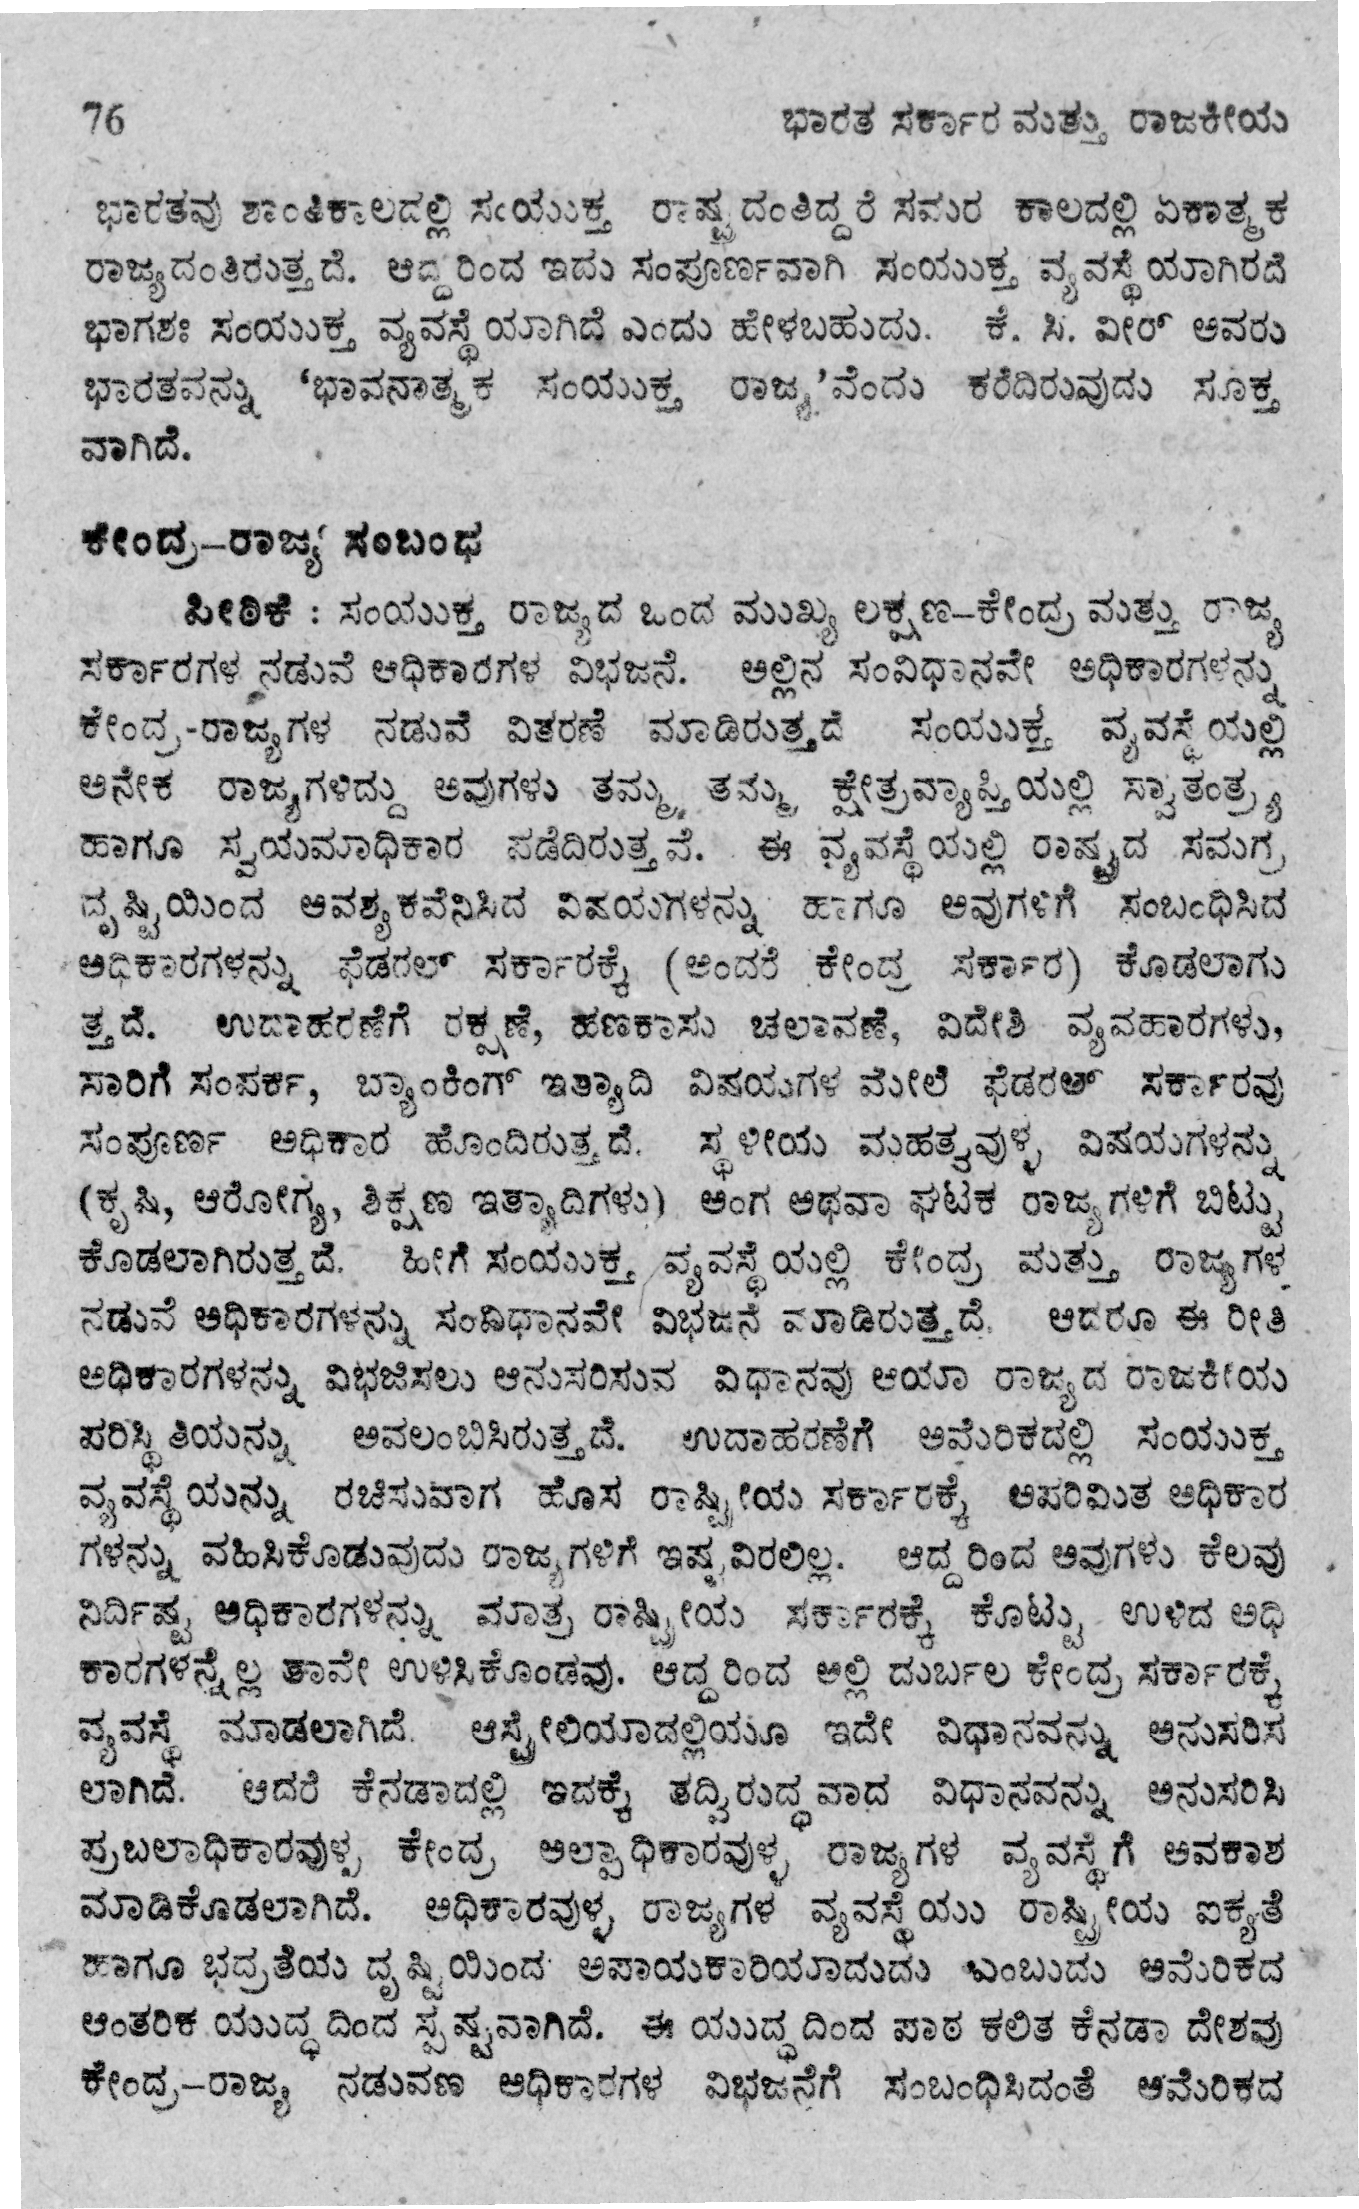 76 ಭಾರತ ಸರ್ಕಾರ ಮತ್ತು ರಾಜಕೀಯ
ಭಾರತವು ಶಾಂತಿಕಾಲದಲ್ಲಿ ಸಂಯುಕ್ತ ರಾಷ್ಟ್ರದಂತಿದ್ದರೆ ಸಮರ ಕಾಲದಲ್ಲಿ ಏಕಾತ್ಮಕ
ರಾಜ್ಯದಂತಿರುತ್ತದೆ. ಆದ್ದರಿಂದ ಇದು ಸಂಪೂರ್ಣವಾಗಿ ಸಂಯುಕ್ತ ವ್ಯವಸ್ಥೆಯಾಗಿರದೆ
ಭಾಗಶಃ ಸಂಯುಕ್ತ ವ್ಯವಸ್ಥೆಯಾಗಿದೆ ಎಂದು ಹೇಳಬಹುದು. ಕೆ. ಸಿ. ವೀರ್ ಅವರು
ಭಾರತವನ್ನು ‘ಭಾವನಾತ್ಮಕ ಸಂಯುಕ್ತ ರಾಜ್ಯ’ವೆಂದು ಕರೆದಿರುವುದು ಸೂಕ್ತ
ವಾಗಿದೆ.
ಕೇಂದ್ರ–ರಾಜ್ಯ ಸಂಬಂಧ
ಪೀಠಿಕೆ : ಸಂಯುಕ್ತ ರಾಜ್ಯದ ಒಂದ ಮುಖ್ಯ ಲಕ್ಷಣ–ಕೇಂದ್ರ ಮತ್ತು ರಾಜ್ಯ
ಸರ್ಕಾರಗಳ ನಡುವೆ ಆಧಿಕಾರಗಳ ವಿಭಜನೆ. ಅಲ್ಲಿನ ಸಂವಿಧಾನವೇ ಅಧಿಕಾರಗಳನ್ನು
ಕೇಂದ್ರ-ರಾಜ್ಯಗಳ ನಡುವೆ ವಿತರಣೆ ಮಾಡಿರುತ್ತದೆ ಸಂಯುಕ್ತ ವ್ಯವಸ್ಥೆಯಲ್ಲಿ
ಅನೇಕ ರಾಜ್ಯಗಳಿದ್ದು ಅವುಗಳು ತಮ್ಮ ತಮ್ಮ ಕ್ಷೇತ್ರವ್ಯಾಪ್ತಿಯಲ್ಲಿ ಸ್ವಾತಂತ್ರ್ಯ
ಹಾಗೂ ಸ್ವಯಮಾಧಿಕಾರ ಪಡೆದಿರುತ್ತವೆ. ಈ ವ್ಯವಸ್ಥೆಯಲ್ಲಿ ರಾಷ್ಟ್ರದ ಸಮಗ್ರ
ದೃಷ್ಟಿಯಿಂದ ಆವಶ್ಯಕವೆನಿಸಿದ ವಿಷಯಗಳನ್ನು ಹಾಗೂ ಅವುಗಳಿಗೆ ಸಂಬಂಧಿಸಿದ
ಅಧಿಕಾರಗಳನ್ನು ಫೆಡರಲ್ ಸರ್ಕಾರಕ್ಕೆ (ಅಂದರೆ ಕೇಂದ್ರ ಸರ್ಕಾರ) ಕೊಡಲಾಗು
ತ್ತದೆ. ಉದಾಹರಣೆಗೆ ರಕ್ಷಣೆ, ಹಣಕಾಸು ಚಲಾವಣೆ, ವಿದೇಶಿ ವ್ಯವಹಾರಗಳು,
ಸಾರಿಗೆ ಸಂಪರ್ಕ, ಬ್ಯಾಂಕಿಂಗ್ ಇತ್ಯಾದಿ ವಿಷಯಗಳ ಮೇಲೆ ಫೆಡರಲ್ ಸರ್ಕಾರವು
ಸಂಪೂರ್ಣ ಅಧಿಕಾರ ಹೊಂದಿರುತ್ತದೆ. ಸ್ಥಳೀಯ ಮಹತ್ವವುಳ್ಳ ವಿಷಯಗಳನ್ನು
(ಕೃಷಿ, ಆರೋಗ್ಯ, ಶಿಕ್ಷಣ ಇತ್ಯಾದಿಗಳು) ಅಂಗ ಅಥವಾ ಘಟಕ ರಾಜ್ಯಗಳಿಗೆ ಬಿಟ್ಟು
ಕೊಡಲಾಗಿರುತ್ತದೆ. ಹೀಗೆ ಸಂಯುಕ್ತ ವ್ಯವಸ್ಥೆಯಲ್ಲಿ ಕೇಂದ್ರ ಮತ್ತು ರಾಜ್ಯಗಳ
ನಡುವೆ ಅಧಿಕಾರಗಳನ್ನು ಸಂವಿಧಾನವೇ ವಿಭಜನೆ ಮಾಡಿರುತ್ತದೆ. ಆದರೂ ಈ ರೀತಿ
ಅಧಿಕಾರಗಳನ್ನು ವಿಭಜಿಸಲು ಅನುಸರಿಸುವ ವಿಧಾನವು ಆಯಾ ರಾಜ್ಯದ ರಾಜಕೀಯ
ಪರಿಸ್ಥಿತಿಯನ್ನು ಅವಲಂಬಿಸಿರುತ್ತದೆ. ಉದಾಹರಣೆಗೆ ಅಮೆರಿಕದಲ್ಲಿ ಸಂಯುಕ್ತ
ವ್ಯವಸ್ಥೆಯನ್ನು ರಚಿಸುವಾಗ ಹೊಸ ರಾಷ್ಟ್ರೀಯ ಸರ್ಕಾರಕ್ಕೆ ಅಪರಿಮಿತ ಅಧಿಕಾರ
ಗಳನ್ನು ವಹಿಸಿಕೊಡುವುದು ರಾಜ್ಯಗಳಿಗೆ ಇಷ್ಟವಿರಲಿಲ್ಲ. ಆದ್ದರಿಂದ ಅವುಗಳು ಕೆಲವು
ನಿರ್ದಿಷ್ಟ ಅಧಿಕಾರಗಳನ್ನು ಮಾತ್ರ ರಾಷ್ಟ್ರೀಯ ಸರ್ಕಾರಕ್ಕೆ ಕೊಟ್ಟು ಉಳಿದ ಅಧಿ
ಕಾರಗಳನ್ನೆಲ್ಲ ತಾವೇ ಉಳಿಸಿಕೊಂಡವು. ಆದ್ದರಿಂದ ಅಲ್ಲಿ ದುರ್ಬಲ ಕೇಂದ್ರ ಸರ್ಕಾರಕ್ಕೆ
ವ್ಯವಸ್ಥೆ ಮಾಡಲಾಗಿದೆ. ಆಸ್ಟ್ರೇಲಿಯಾದಲ್ಲಿಯೂ ಇದೇ ವಿಧಾನವನ್ನು ಅನುಸರಿಸ
ಲಾಗಿದೆ. ಆದರೆ ಕೆನಡಾದಲ್ಲಿ ಇದಕ್ಕೆ ತದ್ವಿರುದ್ಧವಾದ ವಿಧಾನವನ್ನು ಅನುಸರಿಸಿ
ಪ್ರಬಲಾಧಿಕಾರವುಳ್ಳ ಕೇಂದ್ರ ಅಲ್ಪಾಧಿಕಾರವುಳ್ಳ ರಾಜ್ಯಗಳ ವ್ಯವಸ್ಥೆಗೆ ಅವಕಾಶ
ಮಾಡಿಕೊಡಲಾಗಿದೆ. ಅಧಿಕಾರವುಳ್ಳ ರಾಜ್ಯಗಳ ವ್ಯವಸ್ಥೆಯು ರಾಷ್ಟ್ರೀಯ ಐಕ್ಯತೆ
ಹಾಗೂ ಭದ್ರತೆಯ ದೃಷ್ಟಿಯಿಂದ ಅಪಾಯಕಾರಿಯಾದುದು ಎಂಬುದು ಅಮೆರಿಕದ
ಆಂತರಿಕ ಯುದ್ಧದಿಂದ ಸ್ಪಷ್ಟವಾಗಿದೆ. ಈ ಯುದ್ಧದಿಂದ ಪಾಠ ಕಲಿತ ಕೆನಡಾ ದೇಶವು
ಕೇಂದ್ರ–ರಾಜ್ಯ ನಡುವಣ ಅಧಿಕಾರಗಳ ವಿಭಜನೆಗೆ ಸಂಬಂಧಿಸಿದಂತೆ ಅಮೆರಿಕದ